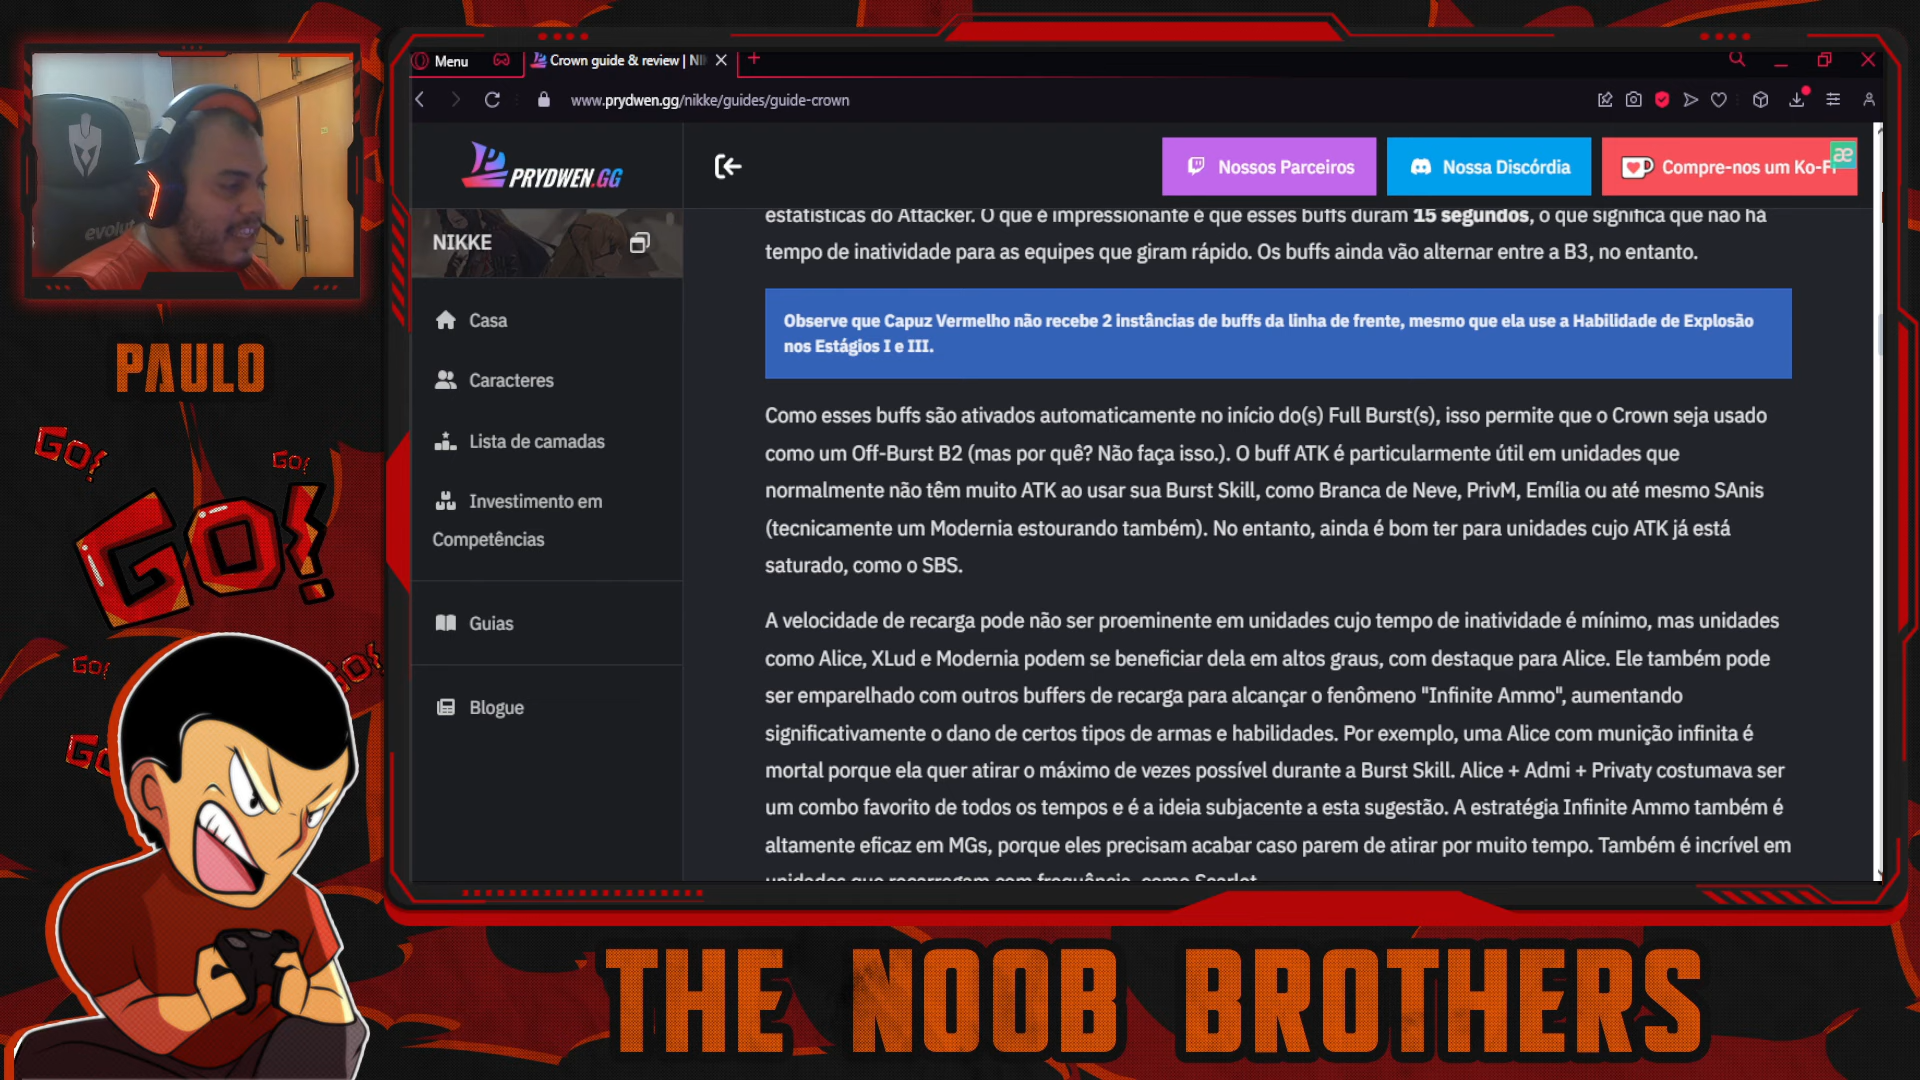 Menu
Crown guide & review | NI
www.prydwen.gg/nikke/guides/guide-crown
PRYDWEN.GG
Nossos Parceiros
Nossa Discórdia
Compre-nos um Ko-Fi
æ
NIKKE
Casa
Caracteres
Lista de camadas
Investimento em
Competências
Guias
Blogue
estatísticas do Attacker. O que é impressionante é que esses buffs duram 15 segundos, o que significa que não há
tempo de inatividade para as equipes que giram rápido. Os buffs ainda vão alternar entre a B3, no entanto.
Observe que Capuz Vermelho não recebe 2 instâncias de buffs da linha de frente, mesmo que ela use a Habilidade de Explosão
nos Estágios I e III.
Como esses buffs são ativados automaticamente no início do(s) Full Burst(s), isso permite que o Crown seja usado
como um Off-Burst B2 (mas por quê? Não faça isso.). O buff ATK é particularmente útil em unidades que
normalmente não têm muito ATK ao usar sua Burst Skill, como Branca de Neve, PrivM, Emília ou até mesmo SAnis
(tecnicamente um Modernia estourando também). No entanto, ainda é bom ter para unidades cujo ATK já está
saturado, como o SBS.
A velocidade de recarga pode não ser proeminente em unidades cujo tempo de inatividade é mínimo, mas unidades
como Alice, XLud e Modernia podem se beneficiar dela em altos graus, com destaque para Alice. Ele também pode
ser emparelhado com outros buffers de recarga para alcançar o fenômeno "Infinite Ammo", aumentando
significativamente o dano de certos tipos de armas e habilidades. Por exemplo, uma Alice com munição infinita é
mortal porque ela quer atirar o máximo de vezes possível durante a Burst Skill. Alice + Admi + Privaty costumava ser
um combo favorito de todos os tempos e é a ideia subjacente a esta sugestão. A estratégia Infinite Ammo também é
altamente eficaz em MGs, porque eles precisam acabar caso parem de atirar por muito tempo. Também é incrível em
unidades que recarregam com frequência, como Scarlet.
evolut
PAULO
GO!
GO!
GO!
GO!
GO!
GO!
THE NOOB BROTHERS